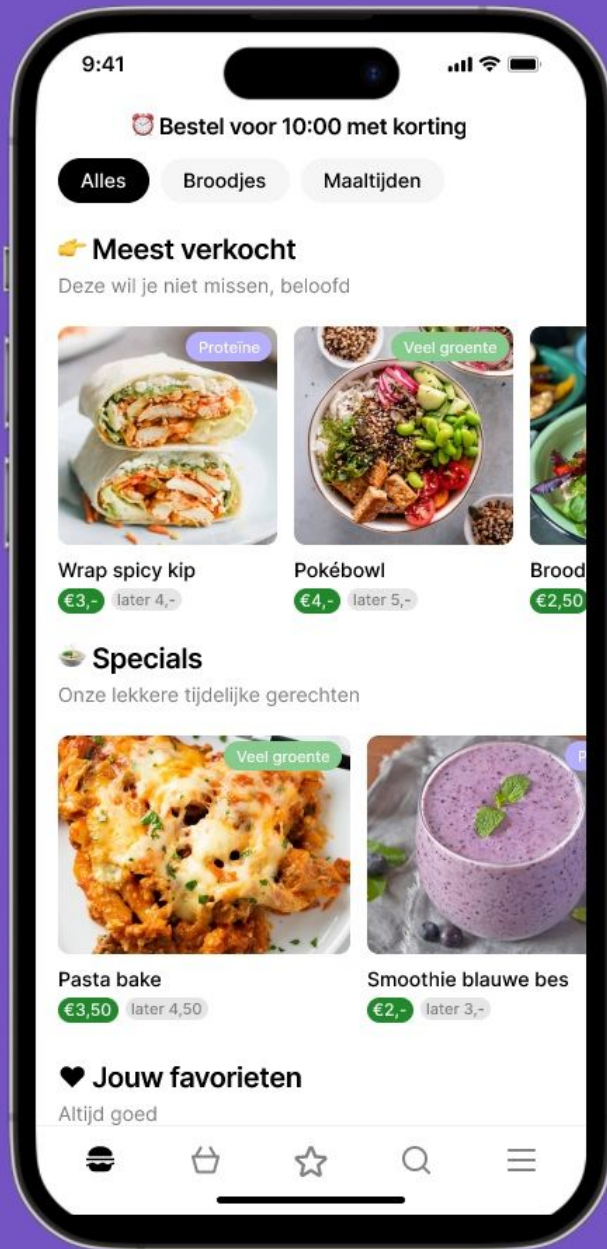 9:41
Bestel voor 10:00 met korting
Alles Broodjes Maaltijden
Meest verkocht
Deze wil je niet missen, beloofd
Proteïne
Veel groente
Wrap spicy kip
€3,- later 4,-
Pokébowl
€4,- later 5,-
Brood
€2,50
Specials
Onze lekkere tijdelijke gerechten
Veel groente
P
Pasta bake
€3,50 later 4,50
Smoothie blauwe bes
€2,- later 3,-
Jouw favorieten
Altijd goed